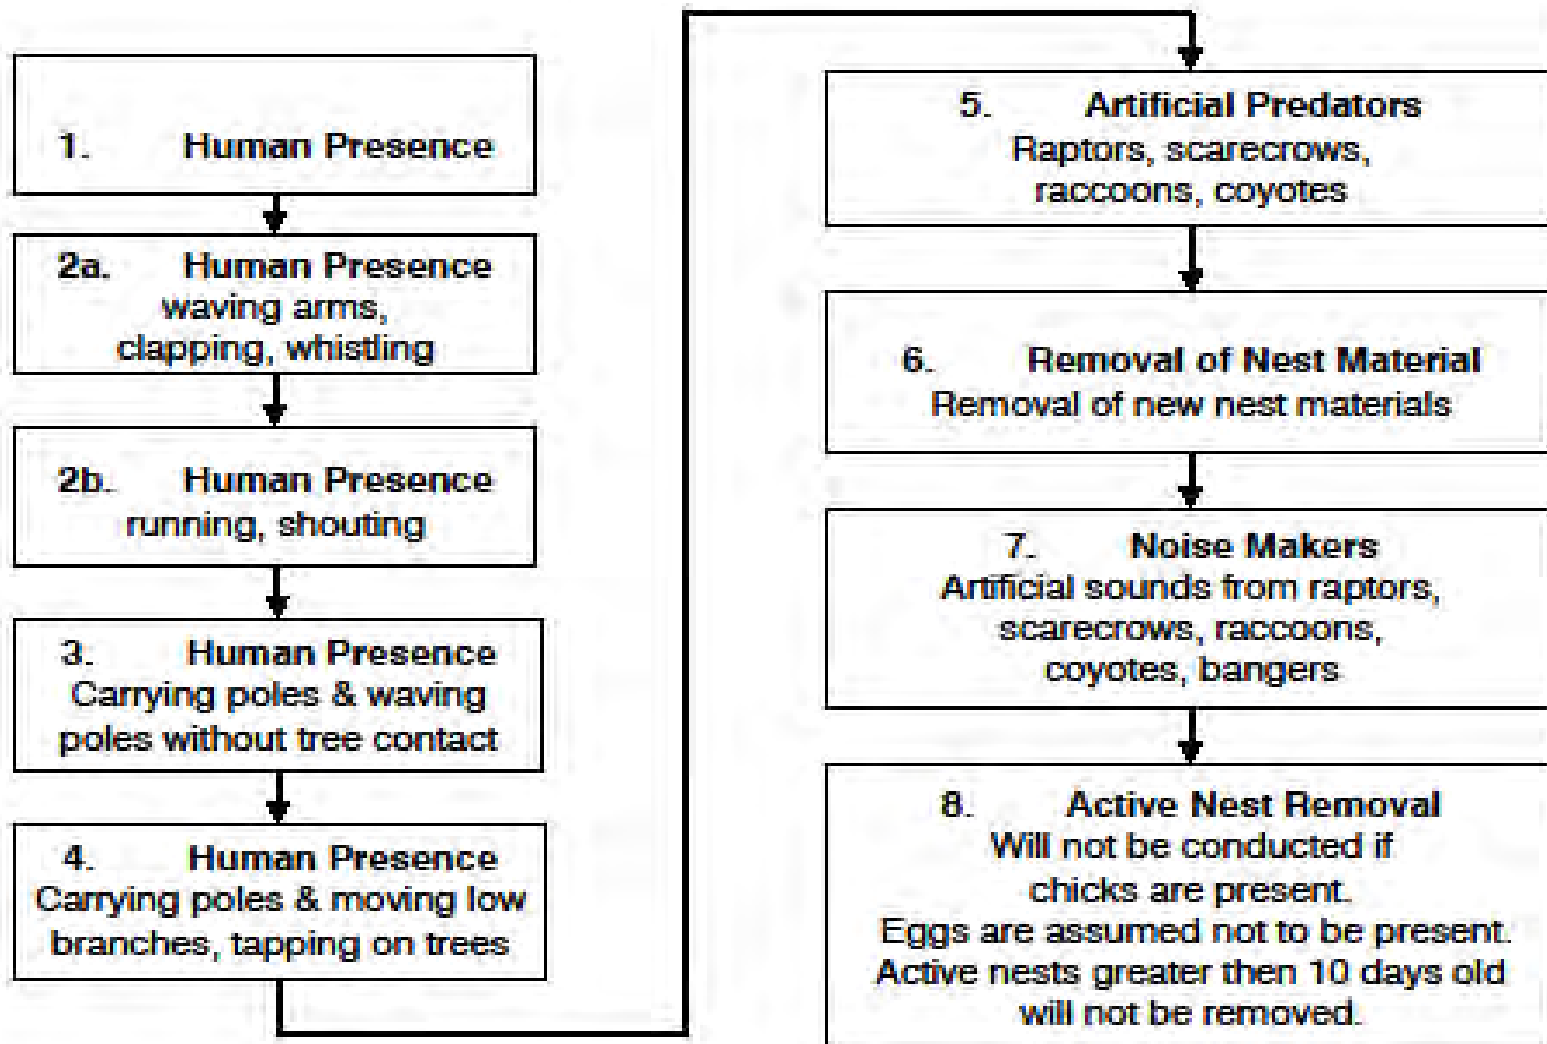 1. Human Presence
2a. Human Presence
waving arms,
clapping, whistling
2b. Human Presence
running, shouting
3. Human Presence
Carrying poles & waving
poles without tree contact
4. Human Presence
Carrying poles & moving low
branches, tapping on trees
5. Artificial Predators
Raptors, scarecrows,
raccoons, coyotes
6. Removal of Nest Material
Removal of new nest materials
7. Noise Makers
Artificial sounds from raptors,
scarecrows, raccoons,
coyotes, bangers
8. Active Nest Removal
Will not be conducted if
chicks are present.
Eggs are assumed not to be present.
Active nests greater then 10 days old
will not be removed.